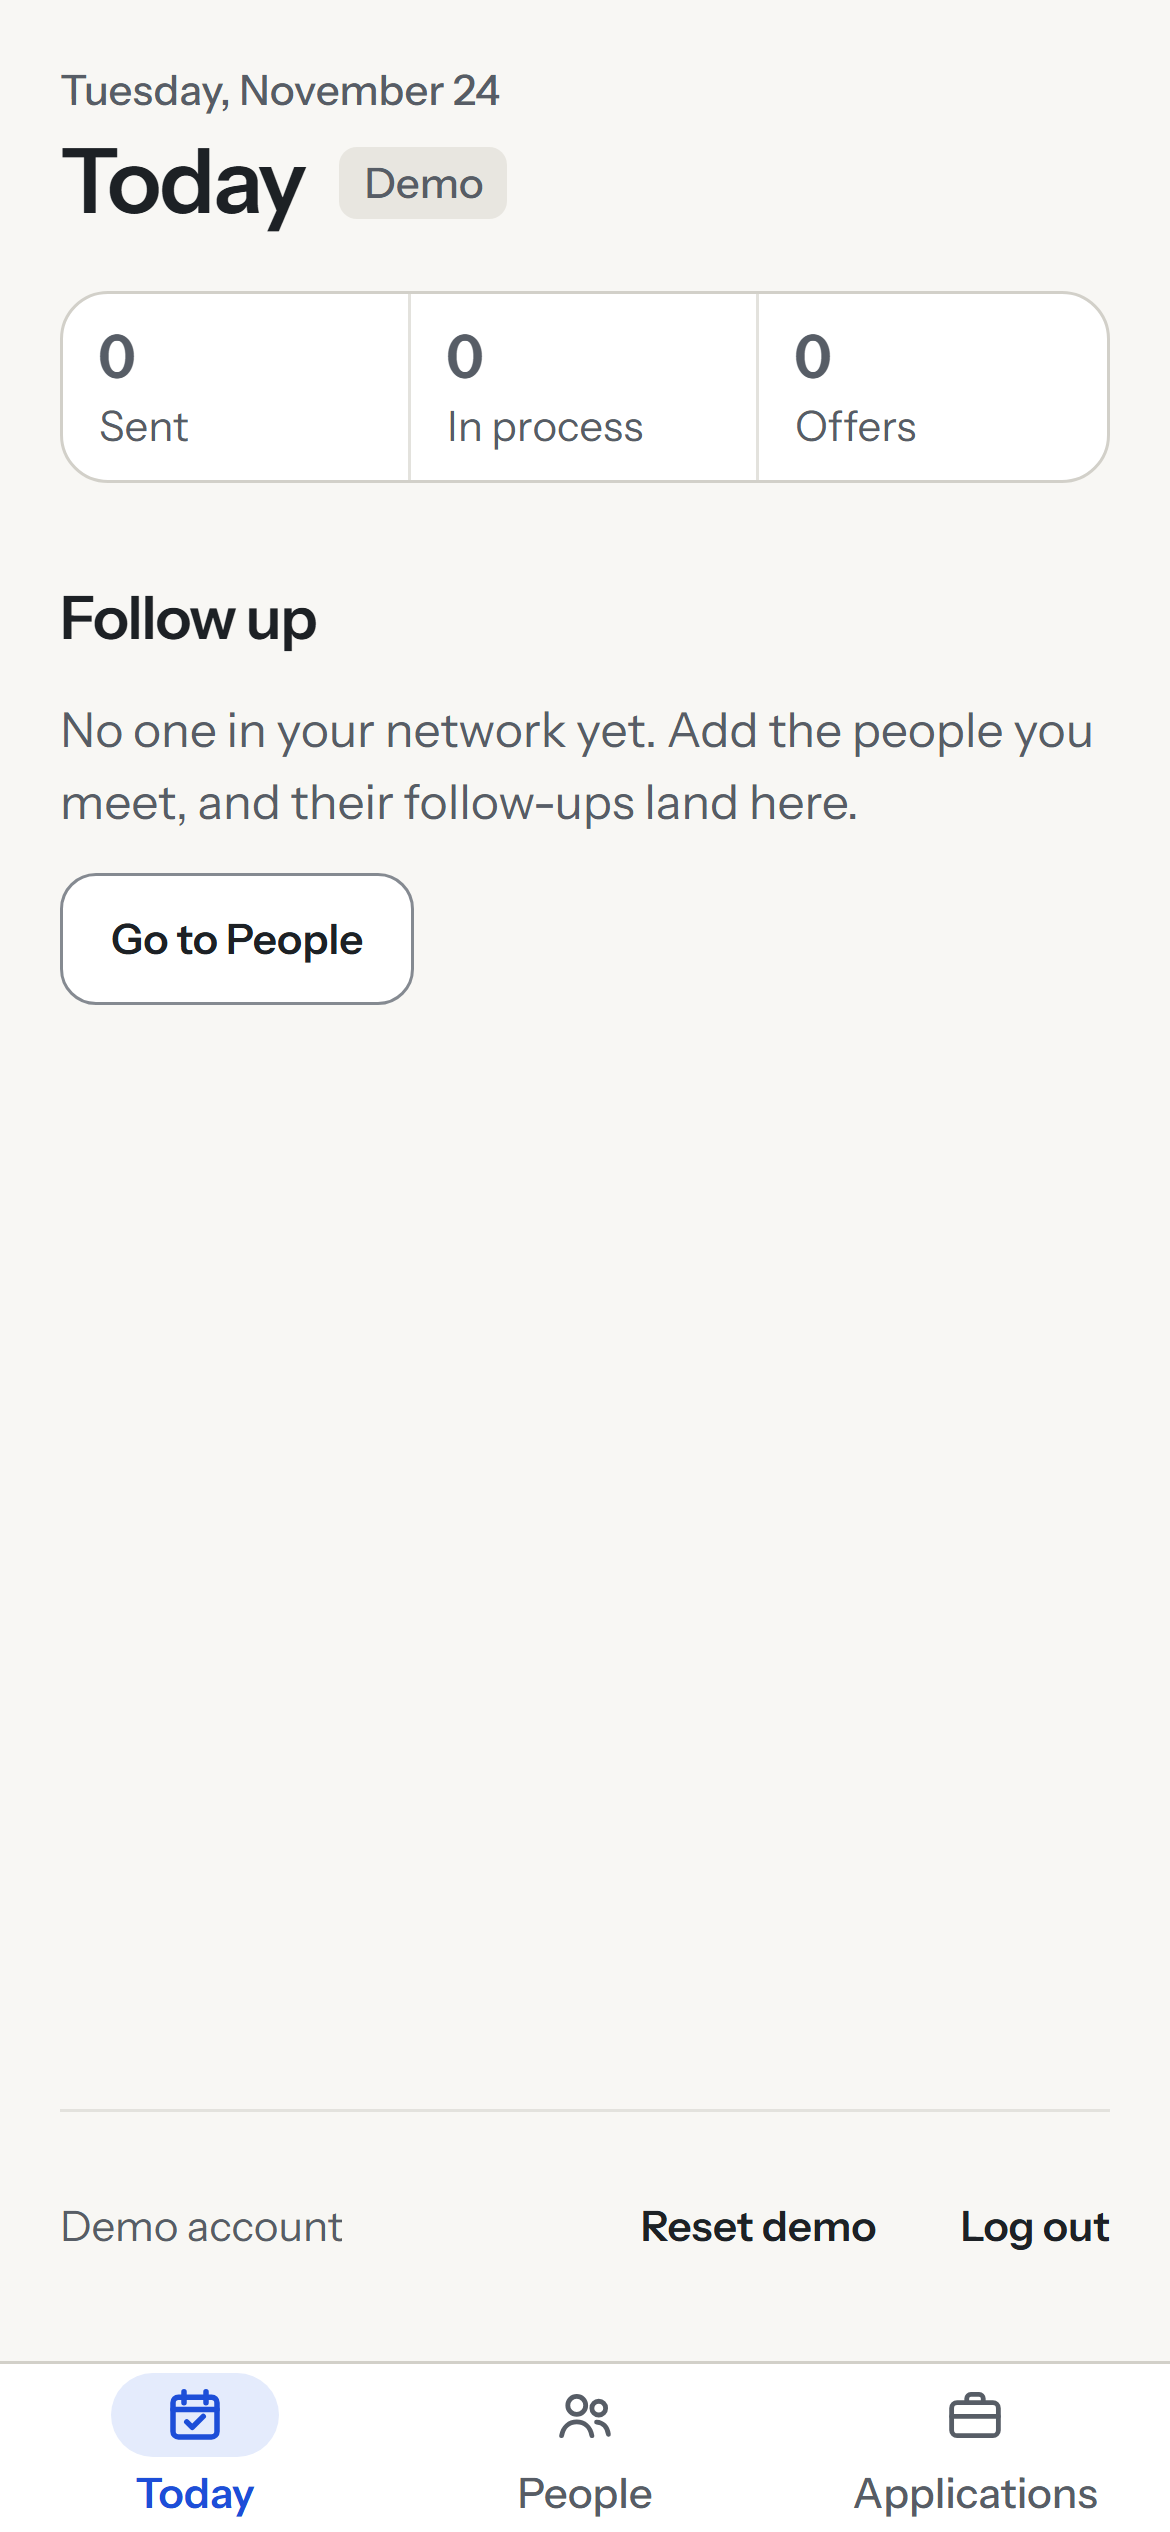 Tuesday, November 24
Today
Demo
0
Sent
0
In process
0
Offers
Follow up
No one in your network yet. Add the people you
meet, and their follow-ups land here.
Go to People
Demo account
Reset demo
Log out
Today
People
Applications